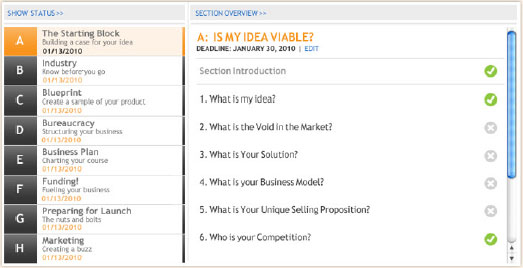 SHOW STATUS >>
A
The Starting Block
Building a case for your idea
01/13/2010
B
Industry
Know before you go
01/13/2010
C
Blueprint
Create a sample of your product
01/13/2010
D
Bureaucracy
Structuring your business
01/13/2010
E
Business Plan
Charting your course
01/13/2010
F
Funding!
Fueling your business
01/13/2010
G
Preparing for Launch
The nuts and bolts
01/13/2010
H
Marketing
Creating a buzz
01/13/2010
SECTION OVERVIEW >>
A: IS MY IDEA VIABLE?
DEADLINE: JANUARY 30, 2010 | EDIT
Section Introduction
1. What is my Idea?
2. What is the Void in the Market?
3. What is Your Solution?
4. What is your Business Model?
5. What is Your Unique Selling Proposition?
6. Who is your Competition?